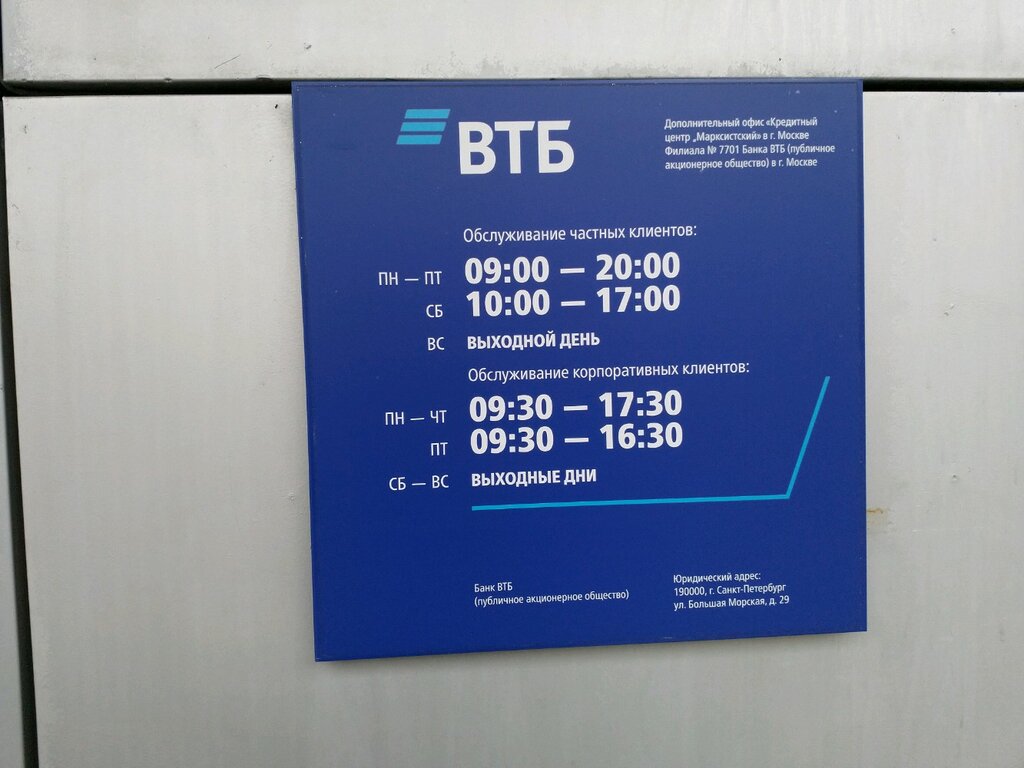 ВТБ
Дополнительный офис «Кредитный
центр „Марксистский" в г. Москве
Филиала № 7701 Банка ВТБ (публичное
акционерное общество) в г. Москве
Обслуживание частных клиентов:
ПН — ПТ 09:00 — 20:00
СБ 10:00 — 17:00
ВС ВЫХОДНОЙ ДЕНЬ
Обслуживание корпоративных клиентов:
ПН — ЧТ 09:30 — 17:30
ПТ 09:30 — 16:30
СБ — ВС ВЫХОДНЫЕ ДНИ
Банк ВТБ
(публичное акционерное общество)
Юридический адрес:
190000, г. Санкт-Петербург
ул. Большая Морская, д. 29